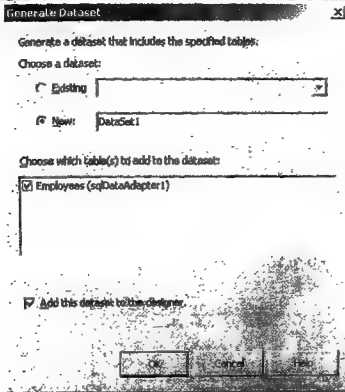 Generate Dataset
Generate a dataset that includes the specified tables.
Choose a dataset:
Existing
New:
DataSet1
Choose which table(s) to add to the dataset:
Employees (sqlDataAdapter1)
Add this dataset to the designer.
OK
Cancel
Help